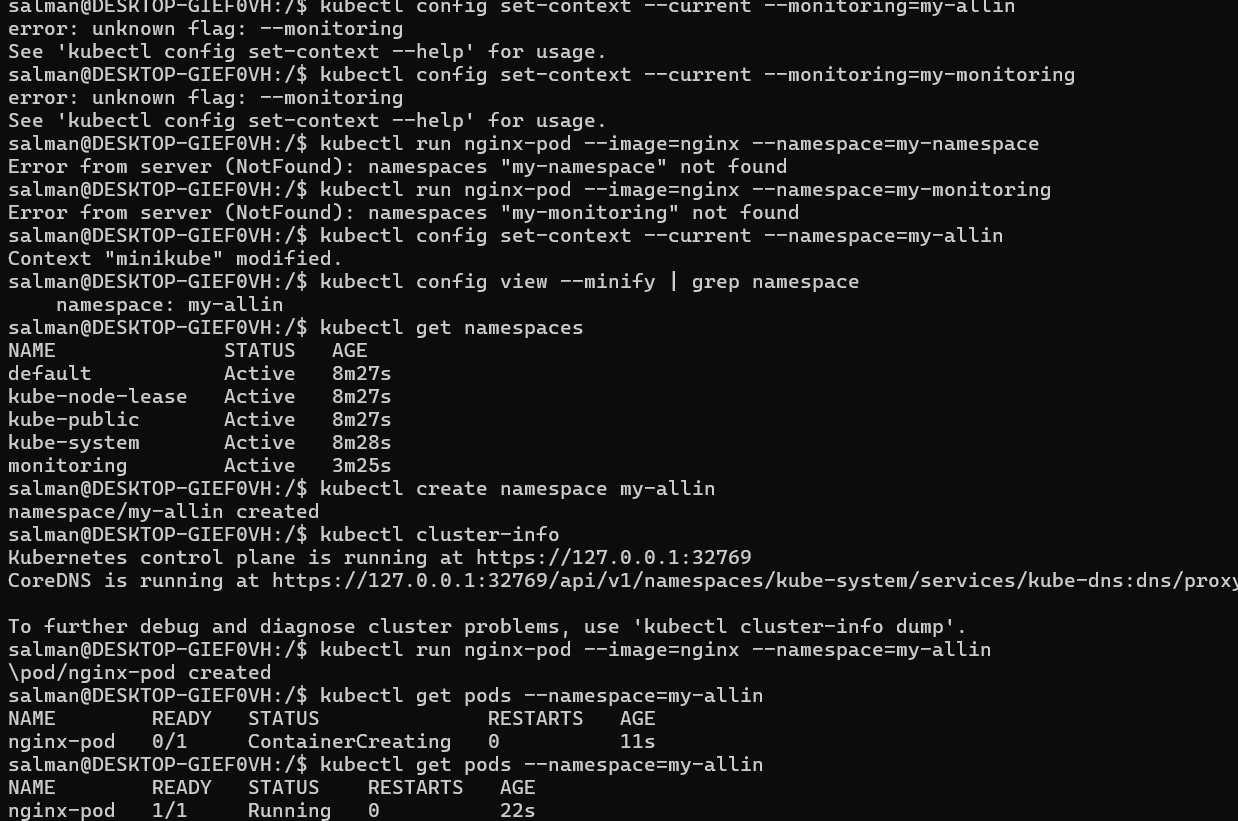 salman@DESKTOP-GIEF0VH:/$ kubectl config set-context --current --monitoring=my-allin
error: unknown flag: --monitoring
See 'kubectl config set-context --help' for usage.
salman@DESKTOP-GIEF0VH:/$ kubectl config set-context --current --monitoring=my-monitoring
error: unknown flag: --monitoring
See 'kubectl config set-context --help' for usage.
salman@DESKTOP-GIEF0VH:/$ kubectl run nginx-pod --image=nginx --namespace=my-namespace
Error from server (NotFound): namespaces "my-namespace" not found
salman@DESKTOP-GIEF0VH:/$ kubectl run nginx-pod --image=nginx --namespace=my-monitoring
Error from server (NotFound): namespaces "my-monitoring" not found
salman@DESKTOP-GIEF0VH:/$ kubectl config set-context --current --namespace=my-allin
Context "minikube" modified.
salman@DESKTOP-GIEF0VH:/$ kubectl config view --minify | grep namespace
    namespace: my-allin
salman@DESKTOP-GIEF0VH:/$ kubectl get namespaces
NAME              STATUS   AGE
default           Active   8m27s
kube-node-lease   Active   8m27s
kube-public       Active   8m27s
kube-system       Active   8m28s
monitoring        Active   3m25s
salman@DESKTOP-GIEF0VH:/$ kubectl create namespace my-allin
namespace/my-allin created
salman@DESKTOP-GIEF0VH:/$ kubectl cluster-info
Kubernetes control plane is running at https://127.0.0.1:32769
CoreDNS is running at https://127.0.0.1:32769/api/v1/namespaces/kube-system/services/kube-dns:dns/proxy
To further debug and diagnose cluster problems, use 'kubectl cluster-info dump'.
salman@DESKTOP-GIEF0VH:/$ kubectl run nginx-pod --image=nginx --namespace=my-allin
\pod/nginx-pod created
salman@DESKTOP-GIEF0VH:/$ kubectl get pods --namespace=my-allin
NAME        READY   STATUS              RESTARTS   AGE
nginx-pod   0/1     ContainerCreating   0          11s
salman@DESKTOP-GIEF0VH:/$ kubectl get pods --namespace=my-allin
NAME        READY   STATUS    RESTARTS   AGE
nginx-pod   1/1     Running   0          22s